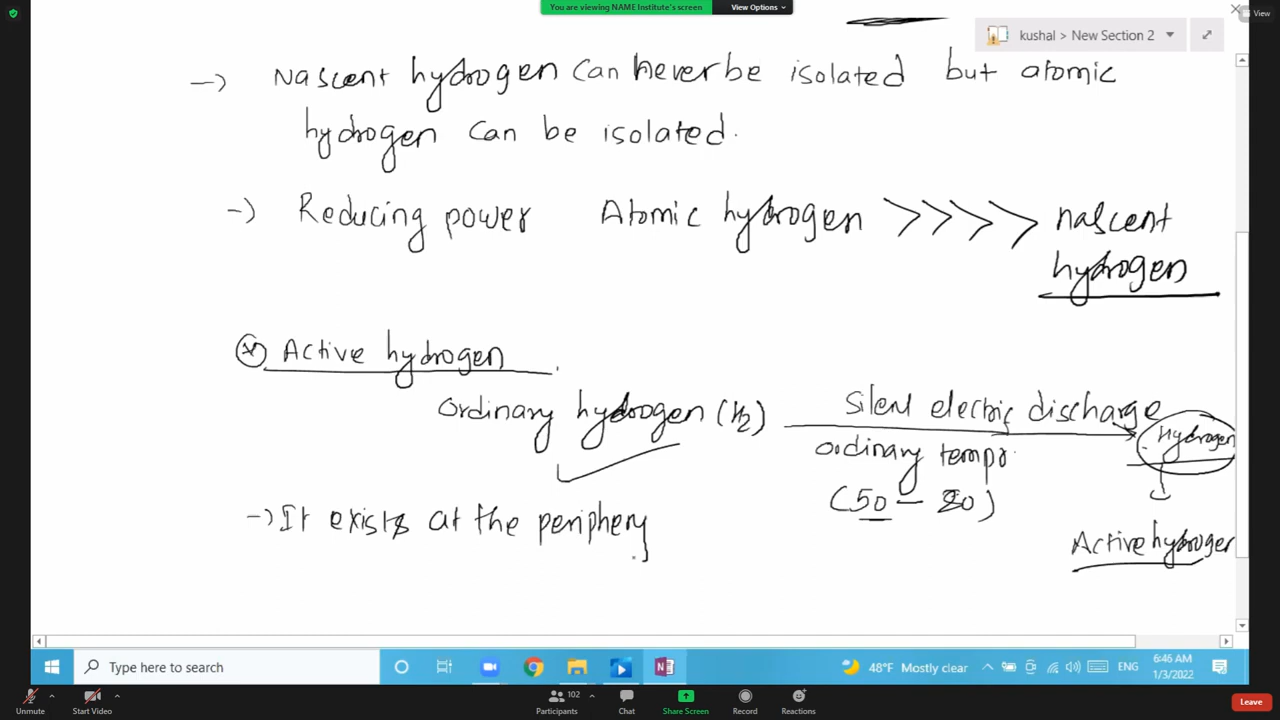 You are viewing NAME Institute's screen
View Options
View
kushal > New Section 2
-> Nascent hydrogen can never be isolated but atomic
hydrogen can be isolated.
-> Reducing power Atomic hydrogen >>>> nascent
hydrogen
Active hydrogen
Ordinary hydrogen (H2) Silent electric discharge Hydrogen
ordinary tempr
(50 - 80)
-> It exists at the periphery
Active hydrogen
Type here to search
48°F Mostly clear
ENG
6:46 AM
1/3/2022
Unmute
Start Video
102
Participants
Chat
Share Screen
Record
Reactions
Leave